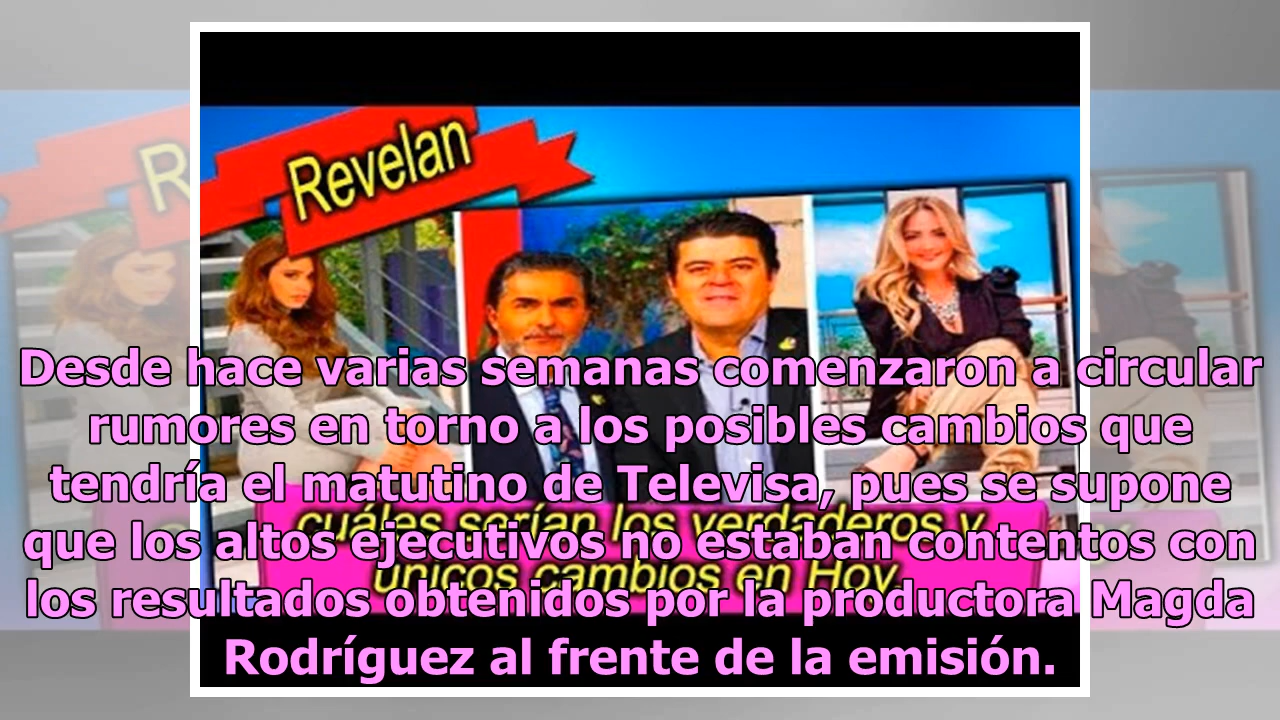 Revelan
Desde hace varias semanas comenzaron a circular
rumores en torno a los posibles cambios que
tendría el matutino de Televisa, pues se supone
que los altos ejecutivos no estaban contentos con
los resultados obtenidos por la productora Magda
Rodríguez al frente de la emisión.
cuáles serían los verdaderos y
únicos cambios en Hoy